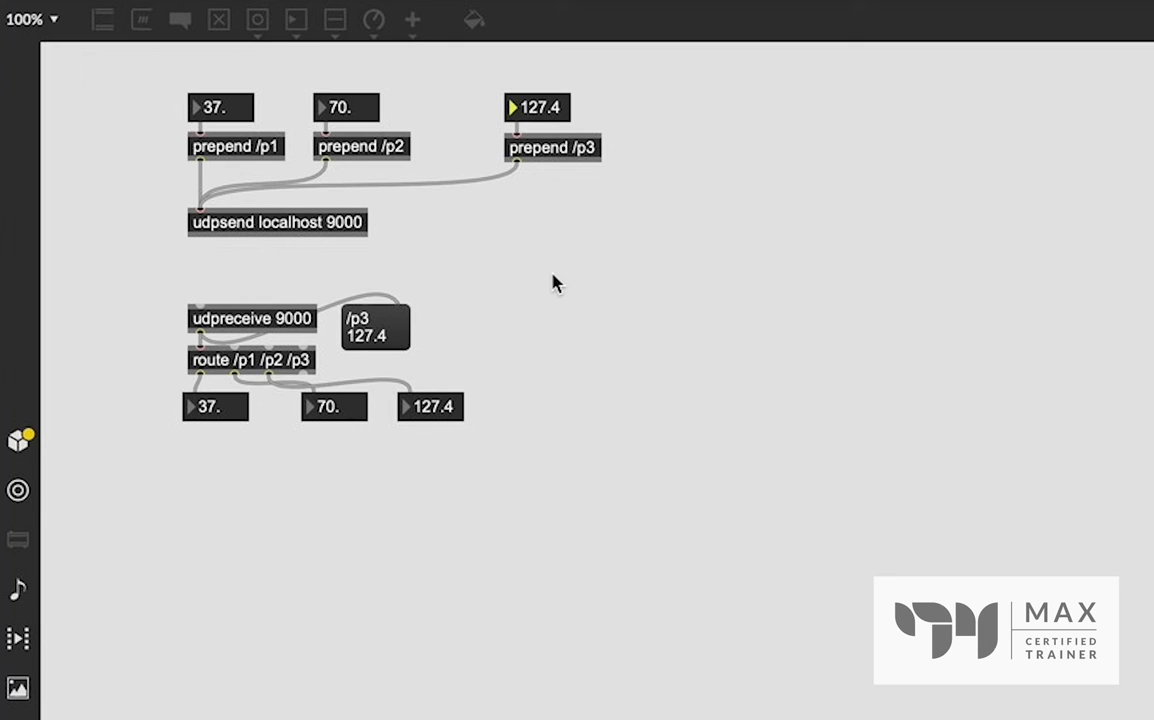 100% ▼
37.
70.
127.4
prepend /p1
prepend /p2
prepend /p3
udpsend localhost 9000
udpreceive 9000
/p3
127.4
route /p1 /p2 /p3
37.
70.
127.4
MAX
CERTIFIED
TRAINER